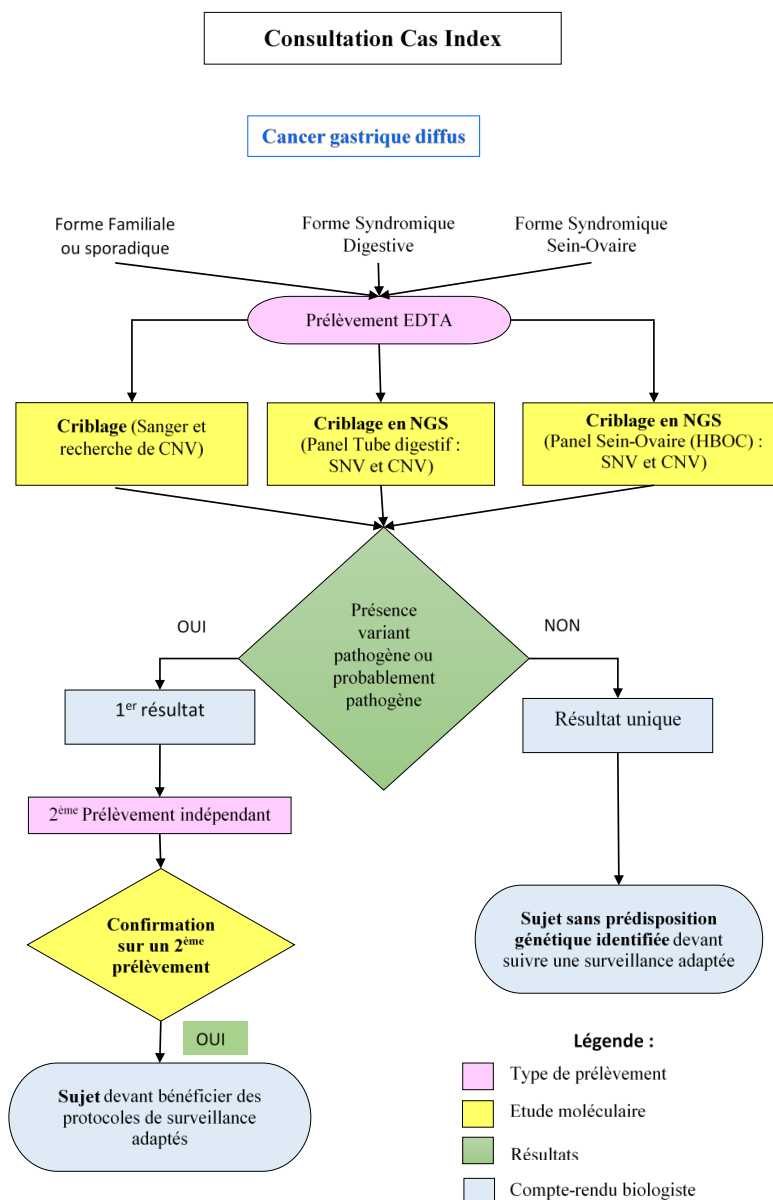 Consultation Cas Index
Cancer gastrique diffus
Forme Familiale
ou sporadique
Forme Syndromique
Digestive
Forme Syndromique
Sein-Ovaire
Prélèvement EDTA
Criblage (Sanger et
recherche de CNV)
Criblage en NGS
(Panel Tube digestif :
SNV et CNV)
Criblage en NGS
(Panel Sein-Ovaire (HBOC) :
SNV et CNV)
Présence
variant
pathogène ou
probablement
pathogène
OUI
NON
1er résultat
Résultat unique
2ème Prélèvement indépendant
Confirmation
sur un 2ème
prélèvement
Sujet sans prédisposition
génétique identifiée devant
suivre une surveillance adaptée
OUI
Sujet devant bénéficier des
protocoles de surveillance
adaptés
Légende :
Type de prélèvement
Etude moléculaire
Résultats
Compte-rendu biologiste